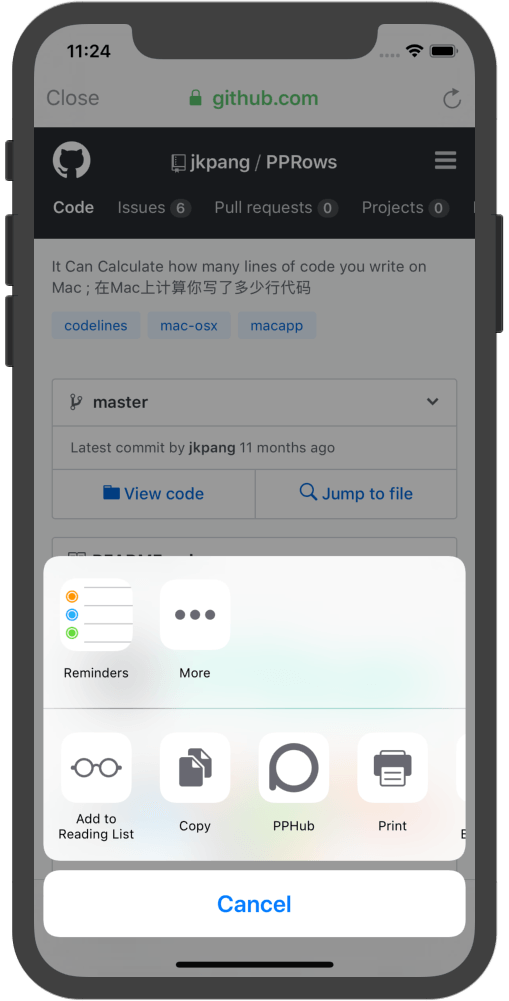 11:24
Close
github.com
jkpang / PPRows
Code Issues 6 Pull requests 0 Projects 0
It Can Calculate how many lines of code you write on
Mac ; 在Mac上计算你写了多少行代码
codelines mac-osx macapp
master
Latest commit by jkpang 11 months ago
View code Jump to file
Reminders More
Add to
Reading List Copy PPHub Print
Cancel